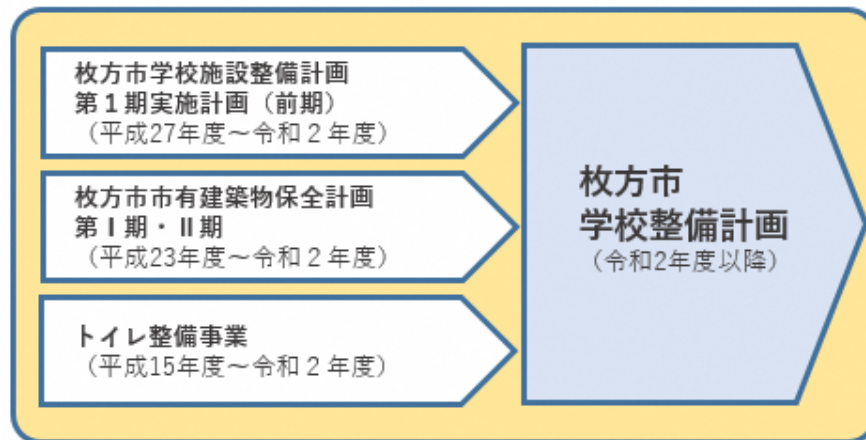 枚方市学校施設整備計画
第１期実施計画（前期）
（平成27年度～令和２年度）
枚方市市有建築物保全計画
第Ⅰ期・Ⅱ期
（平成23年度～令和２年度）
トイレ整備事業
（平成15年度～令和２年度）
枚方市
学校整備計画
（令和2年度以降）